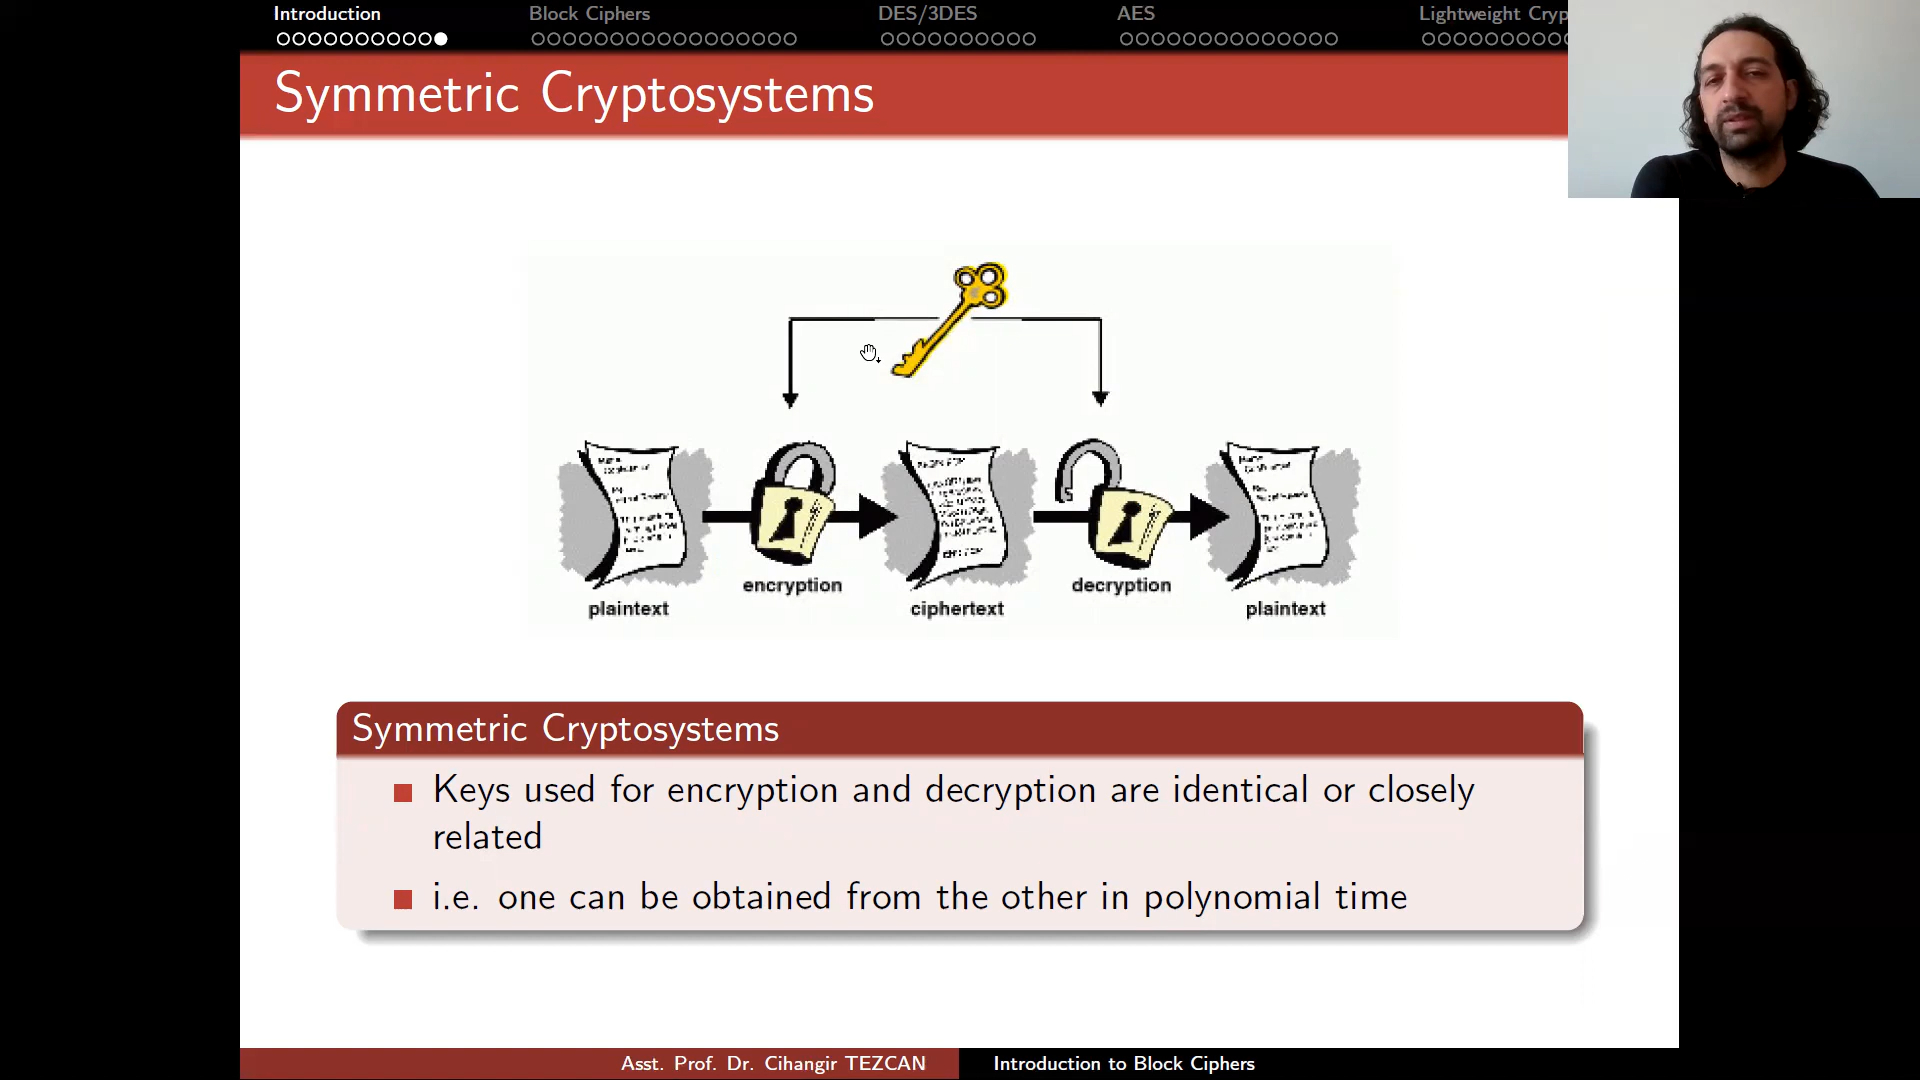 Introduction
Block Ciphers
DES/3DES
AES
Lightweight Cryp
Symmetric Cryptosystems
encryption
decryption
plaintext
ciphertext
plaintext
Symmetric Cryptosystems
Keys used for encryption and decryption are identical or closely
related
i.e. one can be obtained from the other in polynomial time
Asst. Prof. Dr. Cihangir TEZCAN
Introduction to Block Ciphers